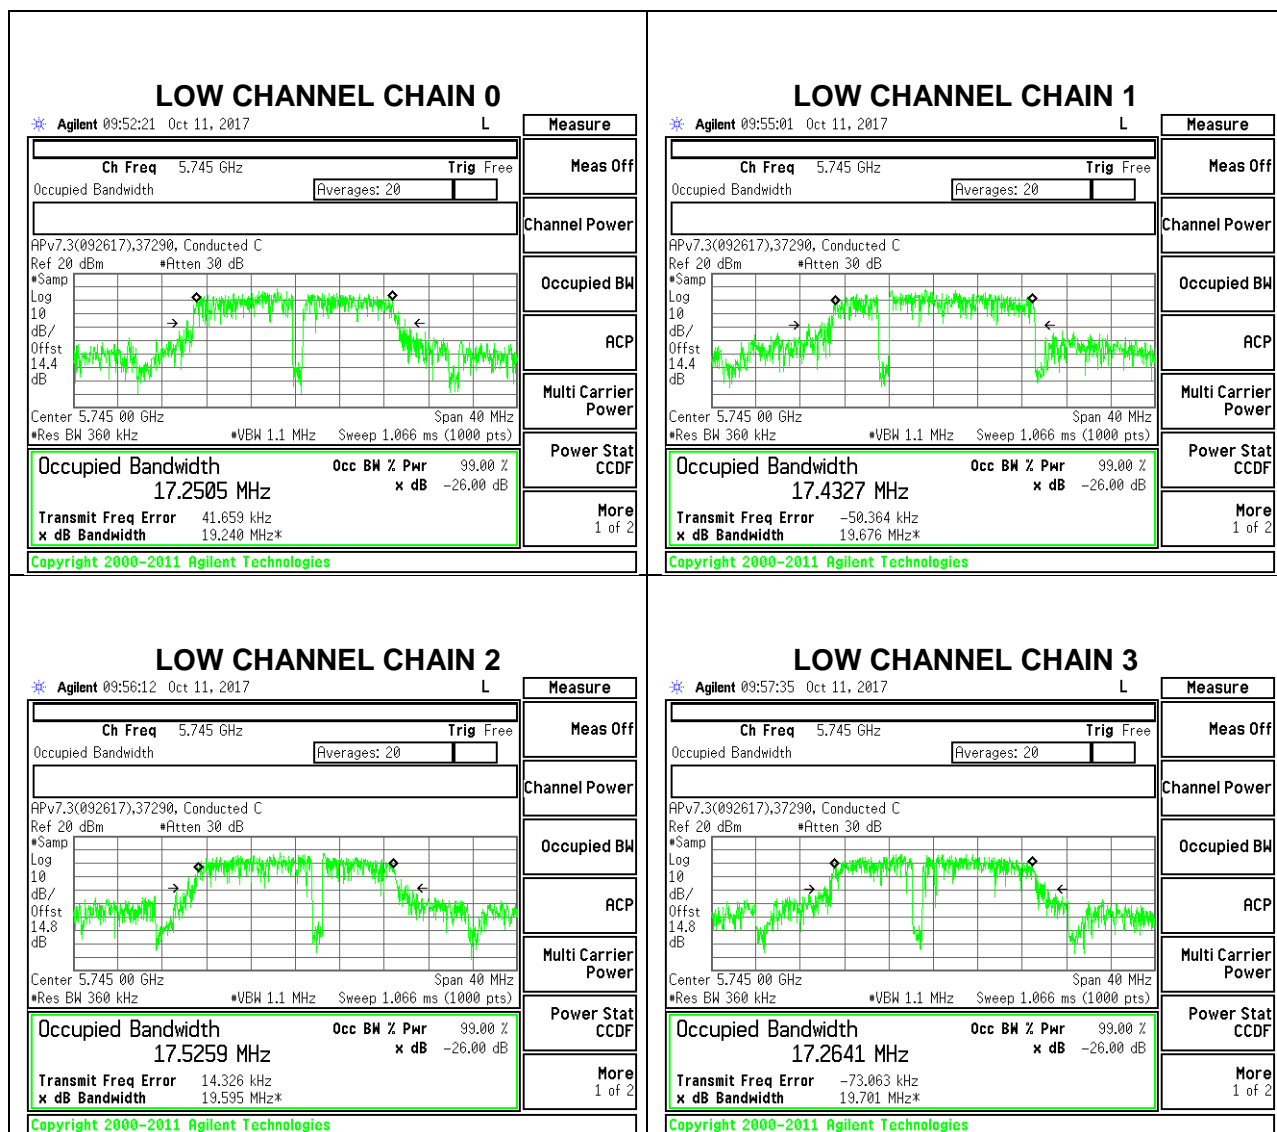 LOW CHANNEL CHAIN 0
Agilent 09:52:21 Oct 11, 2017 L
Measure
Ch Freq 5.745 GHz Trig Free
Meas Off
Occupied Bandwidth Averages: 20
Channel Power
APv7.3(092617),37290, Conducted C
Ref 20 dBm #Atten 30 dB
Occupied BW
#Samp
Log
10
dB/
Offst
14.4
dB
ACP
Multi Carrier
Power
Center 5.745 00 GHz Span 40 MHz
#Res BW 360 kHz #VBW 1.1 MHz Sweep 1.066 ms (1000 pts)
Power Stat
CCDF
Occupied Bandwidth Occ BW % Pwr 99.00 %
17.2505 MHz x dB -26.00 dB
Transmit Freq Error 41.659 kHz
x dB Bandwidth 19.240 MHz*
More
1 of 2
Copyright 2000-2011 Agilent Technologies
LOW CHANNEL CHAIN 1
Agilent 09:55:01 Oct 11, 2017 L
Measure
Ch Freq 5.745 GHz Trig Free
Meas Off
Occupied Bandwidth Averages: 20
Channel Power
APv7.3(092617),37290, Conducted C
Ref 20 dBm #Atten 30 dB
Occupied BW
#Samp
Log
10
dB/
Offst
14.4
dB
ACP
Multi Carrier
Power
Center 5.745 00 GHz Span 40 MHz
#Res BW 360 kHz #VBW 1.1 MHz Sweep 1.066 ms (1000 pts)
Power Stat
CCDF
Occupied Bandwidth Occ BW % Pwr 99.00 %
17.4327 MHz x dB -26.00 dB
Transmit Freq Error -50.364 kHz
x dB Bandwidth 19.676 MHz*
More
1 of 2
Copyright 2000-2011 Agilent Technologies
LOW CHANNEL CHAIN 2
Agilent 09:56:12 Oct 11, 2017 L
Measure
Ch Freq 5.745 GHz Trig Free
Meas Off
Occupied Bandwidth Averages: 20
Channel Power
APv7.3(092617),37290, Conducted C
Ref 20 dBm #Atten 30 dB
Occupied BW
#Samp
Log
10
dB/
Offst
14.8
dB
ACP
Multi Carrier
Power
Center 5.745 00 GHz Span 40 MHz
#Res BW 360 kHz #VBW 1.1 MHz Sweep 1.066 ms (1000 pts)
Power Stat
CCDF
Occupied Bandwidth Occ BW % Pwr 99.00 %
17.5259 MHz x dB -26.00 dB
Transmit Freq Error 14.326 kHz
x dB Bandwidth 19.595 MHz*
More
1 of 2
Copyright 2000-2011 Agilent Technologies
LOW CHANNEL CHAIN 3
Agilent 09:57:35 Oct 11, 2017 L
Measure
Ch Freq 5.745 GHz Trig Free
Meas Off
Occupied Bandwidth Averages: 20
Channel Power
APv7.3(092617),37290, Conducted C
Ref 20 dBm #Atten 30 dB
Occupied BW
#Samp
Log
10
dB/
Offst
14.8
dB
ACP
Multi Carrier
Power
Center 5.745 00 GHz Span 40 MHz
#Res BW 360 kHz #VBW 1.1 MHz Sweep 1.066 ms (1000 pts)
Power Stat
CCDF
Occupied Bandwidth Occ BW % Pwr 99.00 %
17.2641 MHz x dB -26.00 dB
Transmit Freq Error -73.063 kHz
x dB Bandwidth 19.701 MHz*
More
1 of 2
Copyright 2000-2011 Agilent Technologies